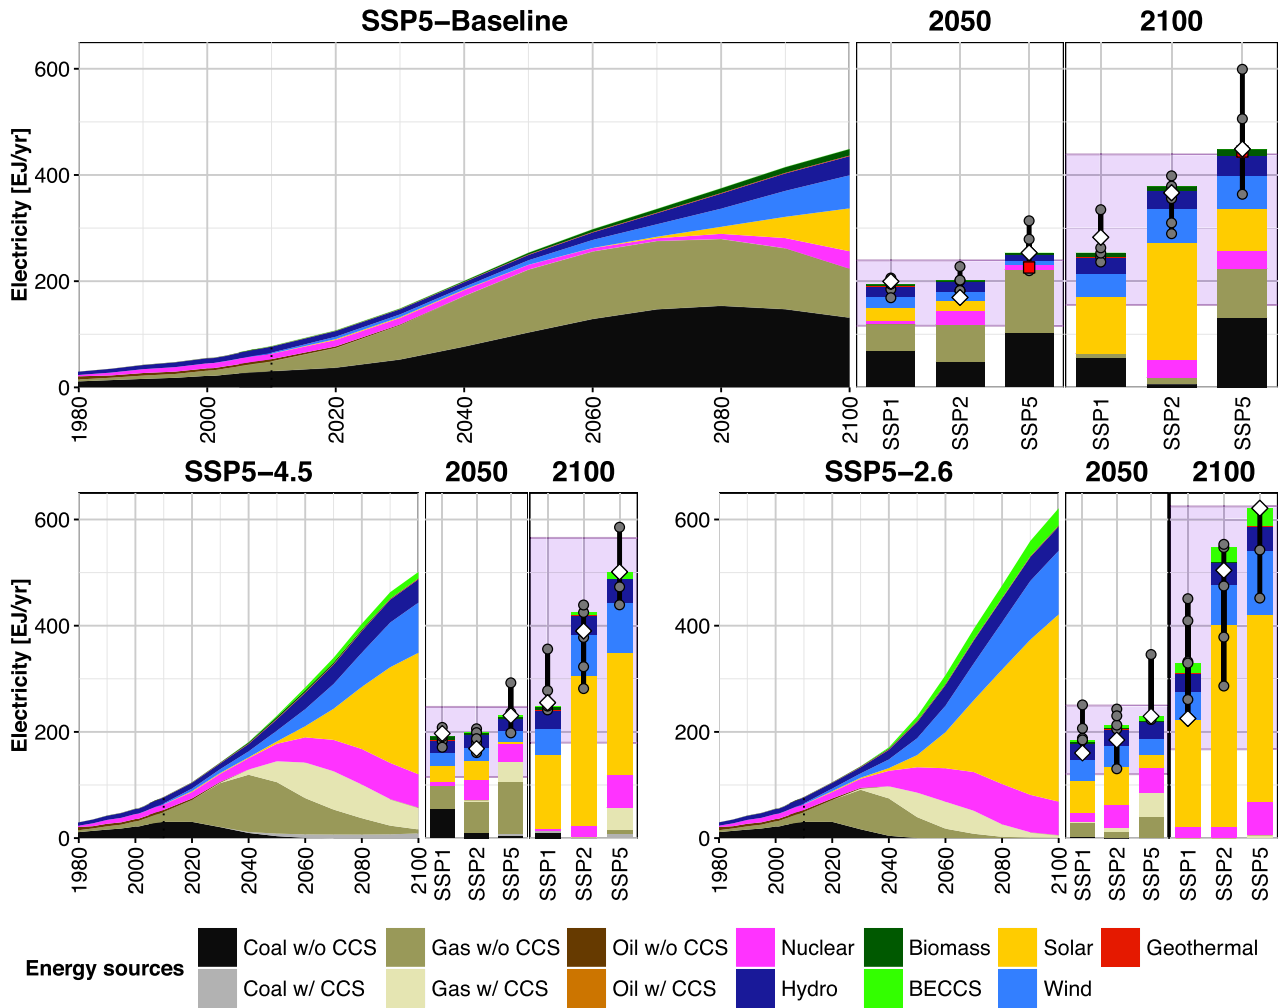 SSP5−Baseline 2050 2100
Electricity [EJ/yr]
600
400
200
0
1980 2000 2020 2040 2060 2080 2100 SSP1 SSP2 SSP5 SSP1 SSP2 SSP5
SSP5−4.5 2050 2100
Electricity [EJ/yr]
600
400
200
0
1980 2000 2020 2040 2060 2080 2100 SSP1 SSP2 SSP5 SSP1 SSP2 SSP5
SSP5−2.6 2050 2100
600
400
200
0
1980 2000 2020 2040 2060 2080 2100 SSP1 SSP2 SSP5 SSP1 SSP2 SSP5
Energy sources
Coal w/o CCS Gas w/o CCS Oil w/o CCS Nuclear Biomass Solar Geothermal
Coal w/ CCS Gas w/ CCS Oil w/ CCS Hydro BECCS Wind